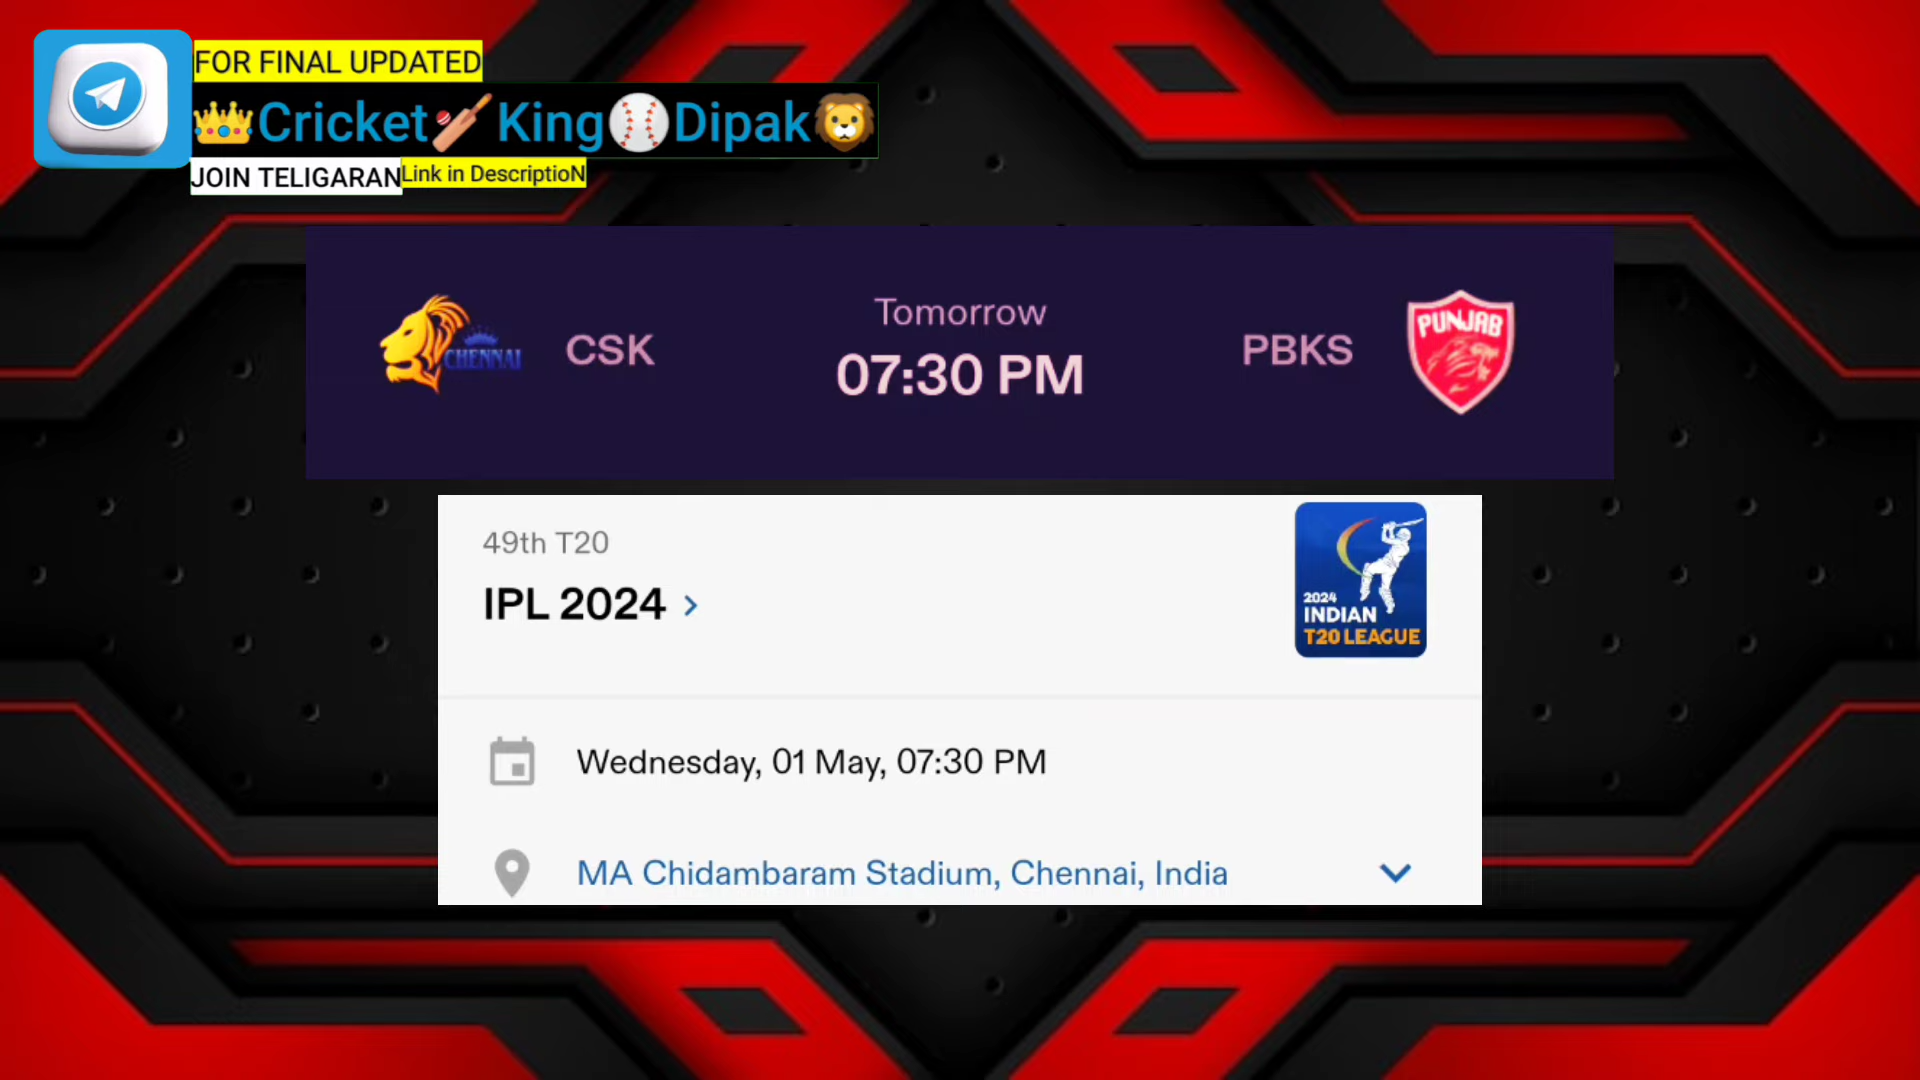 FOR FINAL UPDATED
👑Cricket🏏King⚾Dipak🦁
JOIN TELIGARAN Link in DescriptioN
CHENNAI
CSK
Tomorrow
07:30 PM
PBKS
PUNJAB
49th T20
IPL 2024 >
2024
INDIAN
T20 LEAGUE
Wednesday, 01 May, 07:30 PM
MA Chidambaram Stadium, Chennai, India